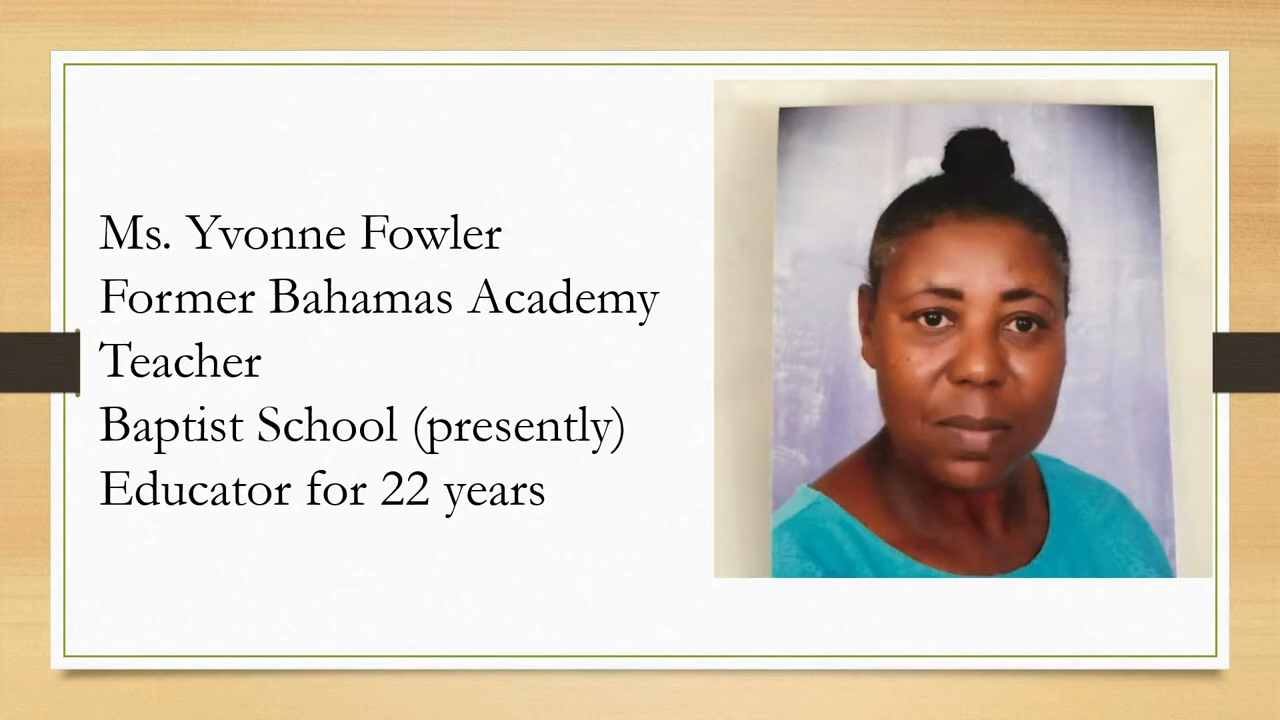 Ms. Yvonne Fowler
Former Bahamas Academy
Teacher
Baptist School (presently)
Educator for 22 years